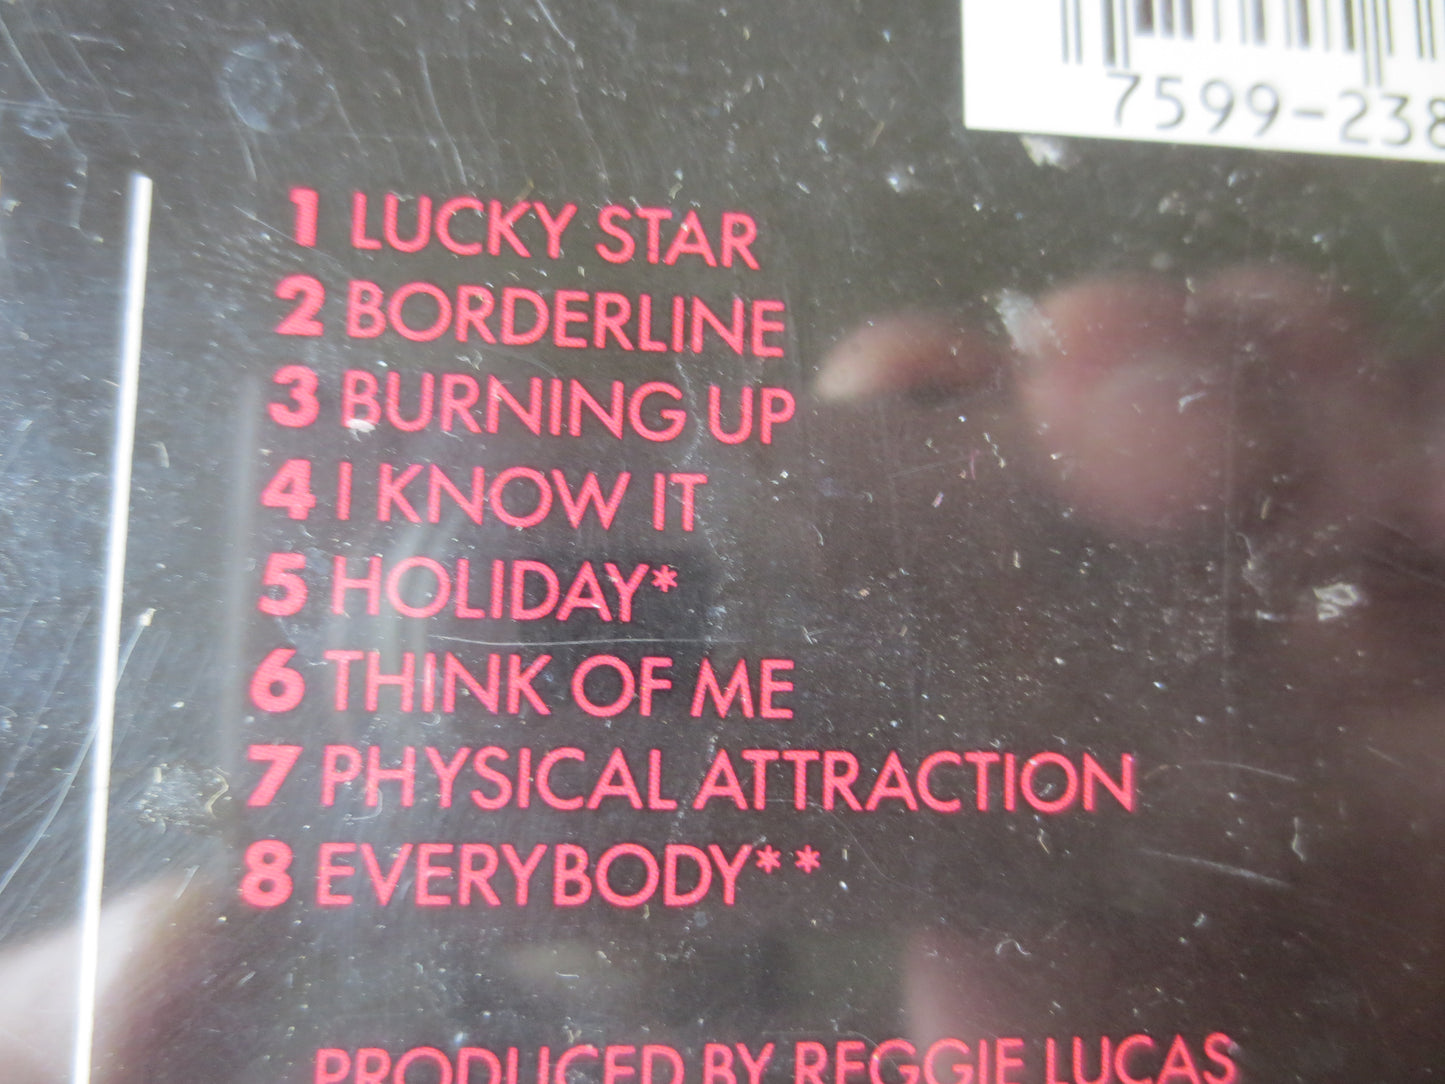 7599-238
1 LUCKY STAR
2 BORDERLINE
3 BURNING UP
4 I KNOW IT
5 HOLIDAY*
6 THINK OF ME
7 PHYSICAL ATTRACTION
8 EVERYBODY**
PRODUCED BY REGGIE LUCAS